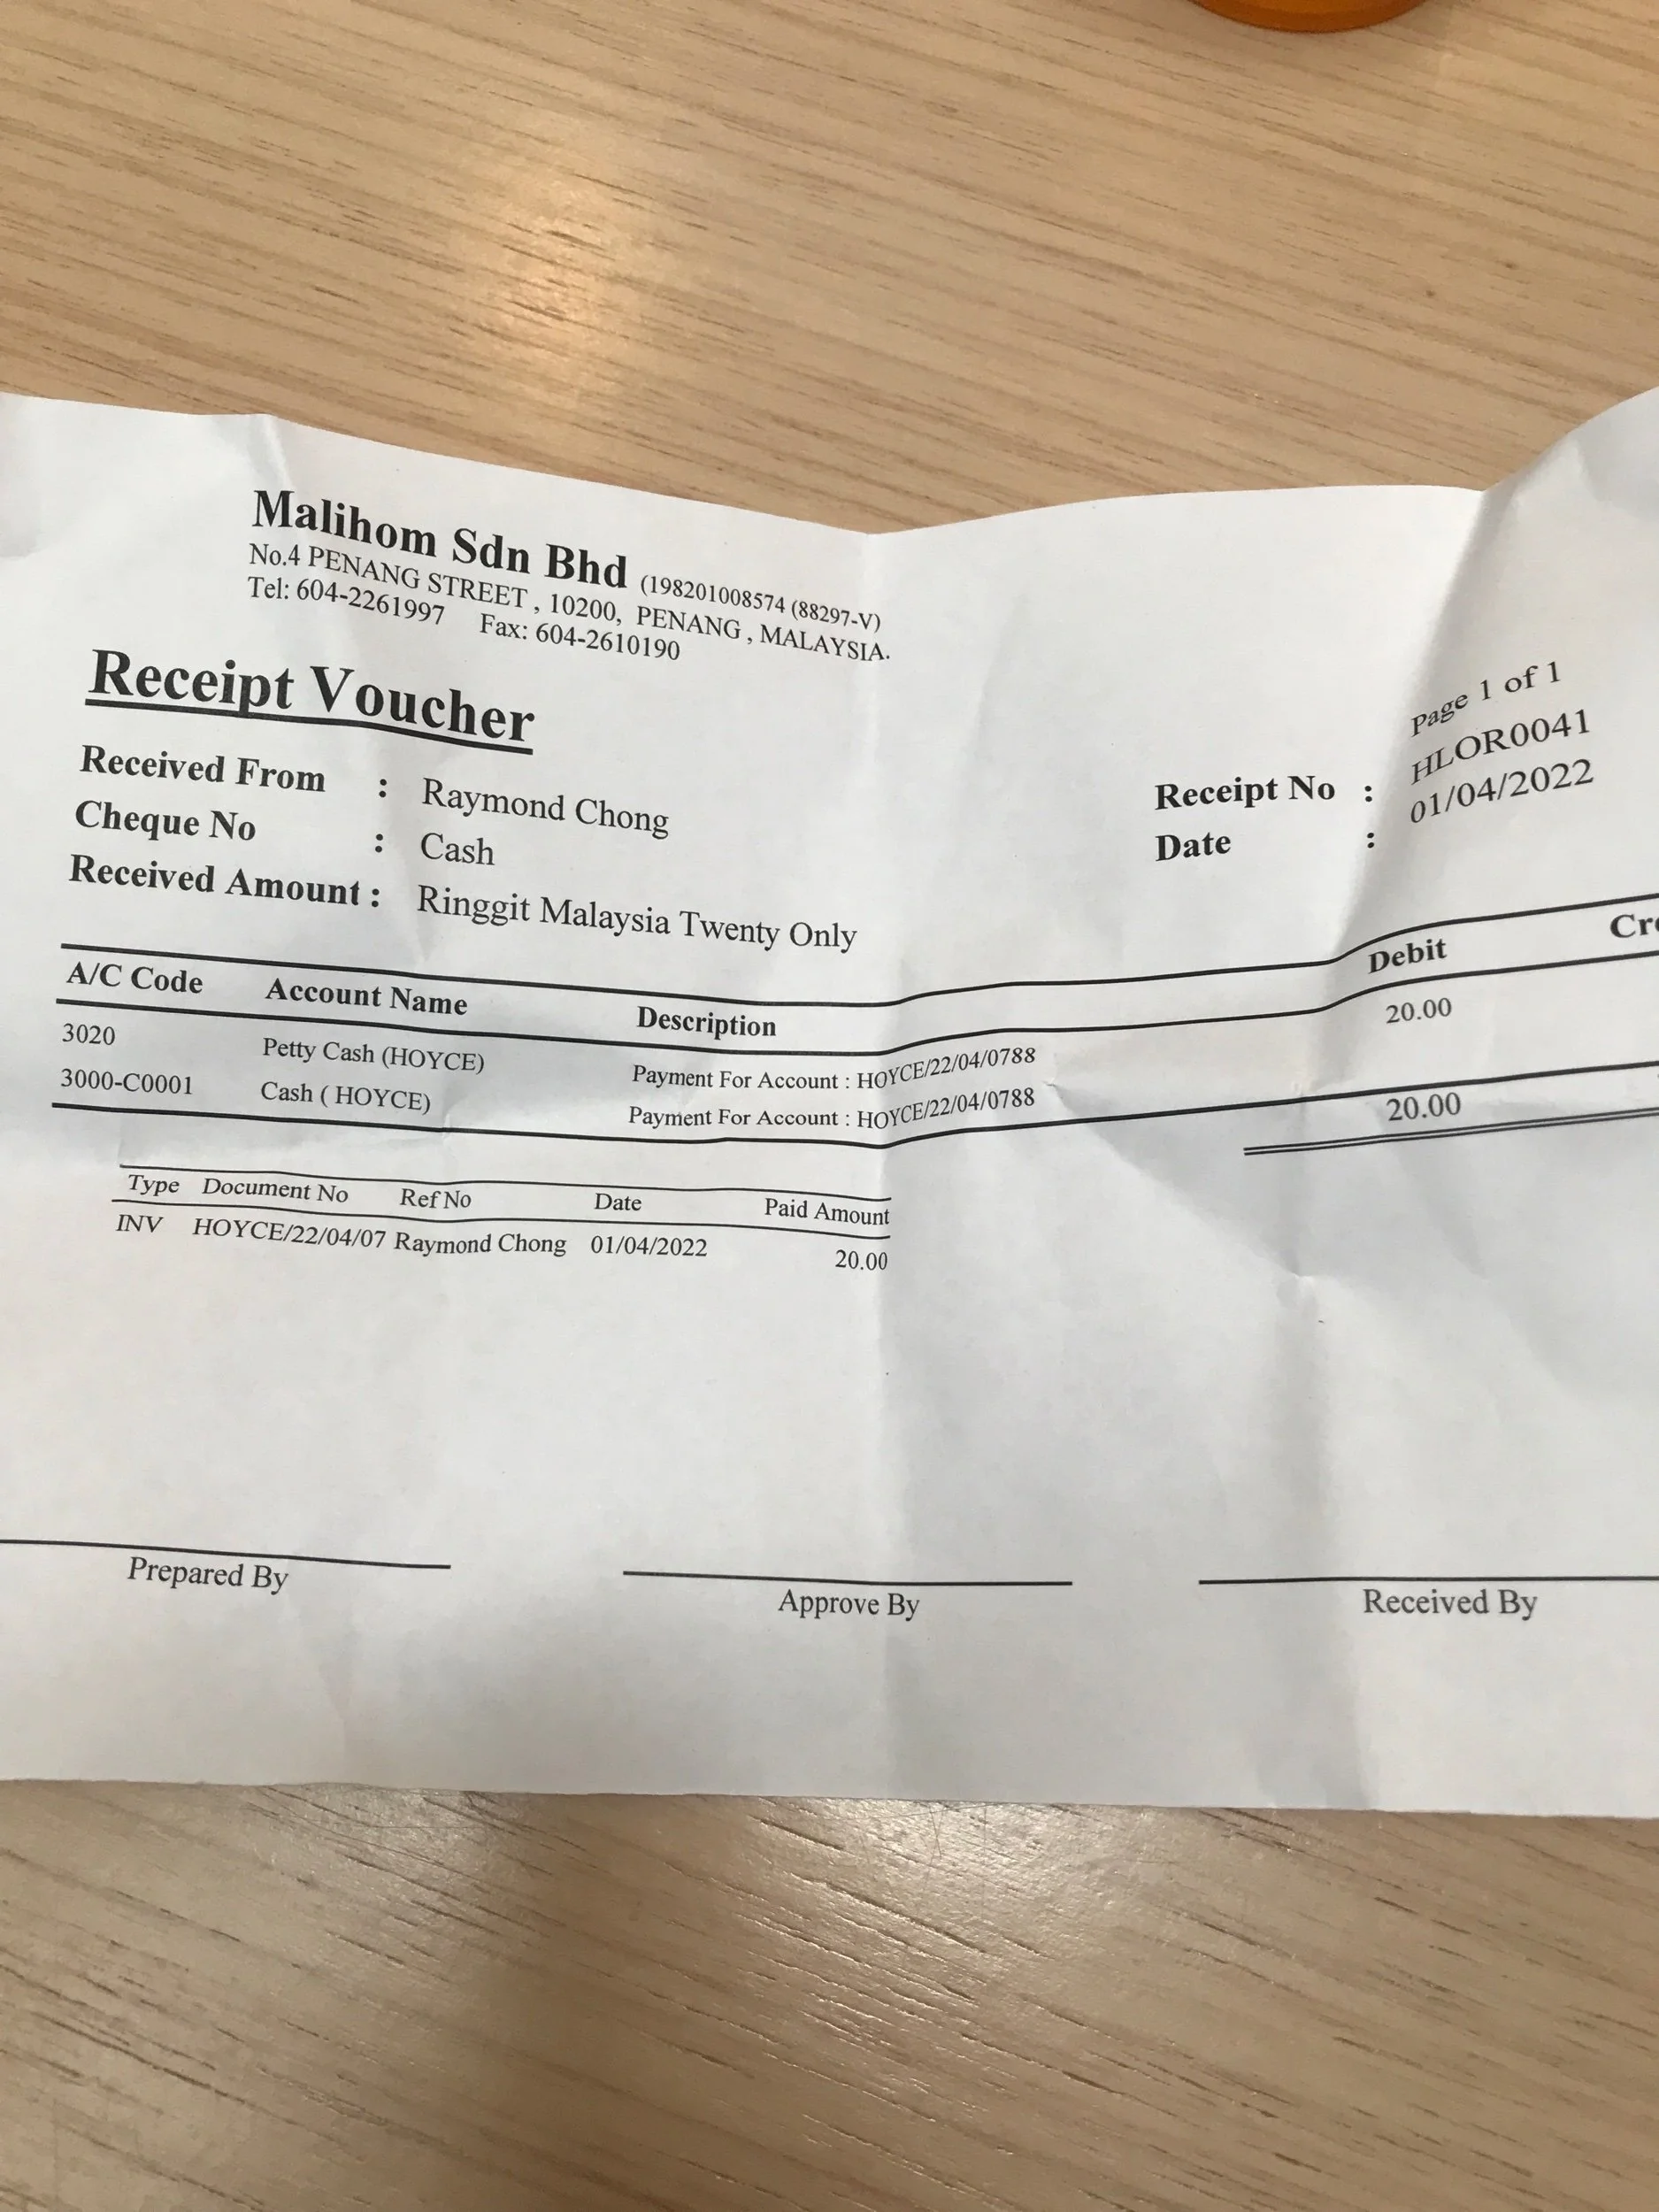 Malihom Sdn Bhd (198201008574 (88297-V)
No.4 PENANG STREET , 10200, PENANG , MALAYSIA.
Tel: 604-2261997 Fax: 604-2610190
Receipt Voucher
Page 1 of 1
Received From : Raymond Chong
Receipt No : HLOR0041
Cheque No : Cash
Date : 01/04/2022
Received Amount : Ringgit Malaysia Twenty Only
A/C Code Account Name Description Debit Cre
3020 Petty Cash (HOYCE) Payment For Account : HOYCE/22/04/0788 20.00
3000-C0001 Cash ( HOYCE) Payment For Account : HOYCE/22/04/0788
20.00
Type Document No Ref No Date Paid Amount
INV HOYCE/22/04/07 Raymond Chong 01/04/2022 20.00
Prepared By Approve By Received By